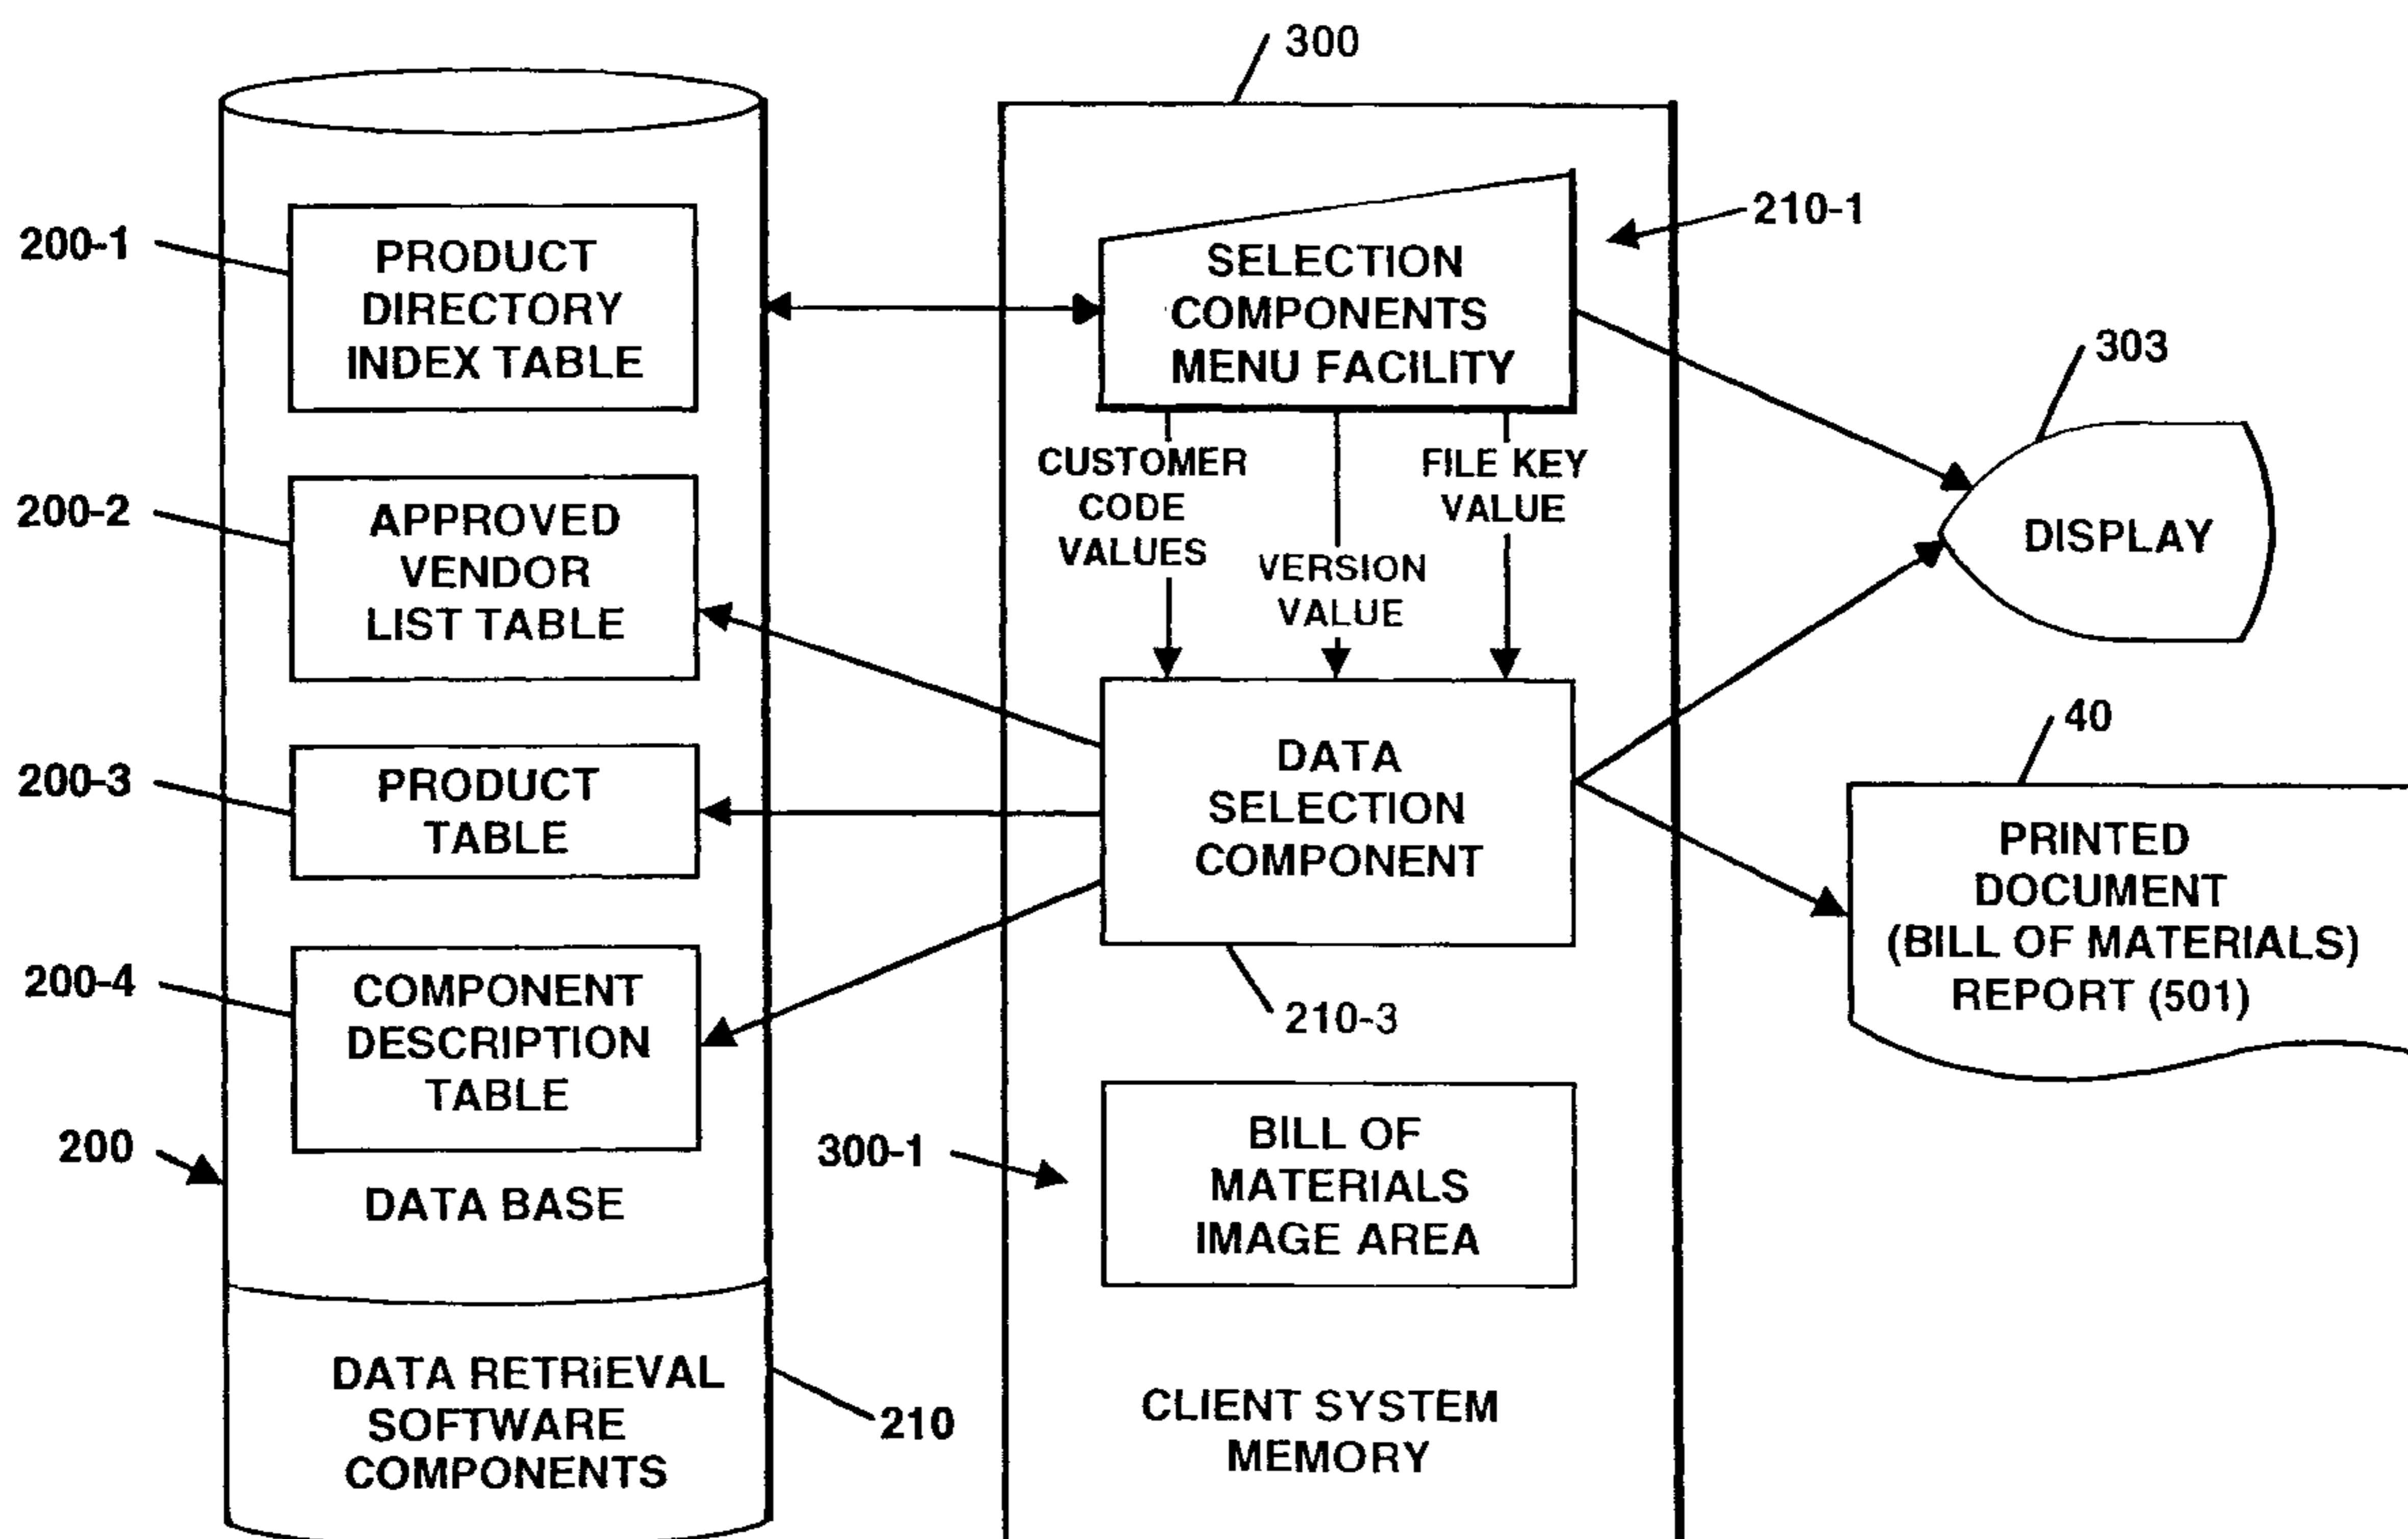 300
200-1
PRODUCT
DIRECTORY
INDEX TABLE
SELECTION
COMPONENTS
MENU FACILITY
210-1
303
CUSTOMER
CODE
VALUES
VERSION
VALUE
FILE KEY
VALUE
200-2
APPROVED
VENDOR
LIST TABLE
DISPLAY
200-3
PRODUCT
TABLE
DATA
SELECTION
COMPONENT
210-3
40
PRINTED
DOCUMENT
(BILL OF MATERIALS)
REPORT (501)
200-4
COMPONENT
DESCRIPTION
TABLE
200
DATA BASE
300-1
BILL OF
MATERIALS
IMAGE AREA
DATA RETRIEVAL
SOFTWARE
COMPONENTS
210
CLIENT SYSTEM
MEMORY